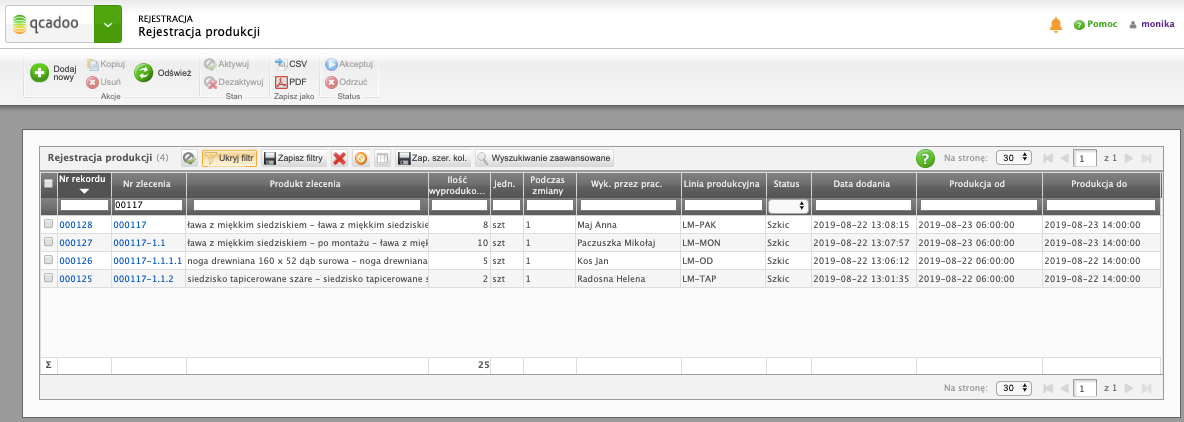 qcadoo
REJESTRACJA
Rejestracja produkcji
Pomoc
monika
Dodaj nowy
Kopiuj
Usuń
Odśwież
Akcje
Aktywuj
Dezaktywuj
Stan
CSV
PDF
Zapisz jako
Akceptuj
Odrzuć
Status
Rejestracja produkcji (4) Ukryj filtr Zapisz filtry Zap. szer. kol. Wyszukiwanie zaawansowane ? Na stronę: 30 1 z 1
Nr rekordu Nr zlecenia Produkt zlecenia Ilość wyproduko... Jedn. Podczas zmiany Wyk. przez prac. Linia produkcyjna Status Data dodania Produkcja od Produkcja do
00117
000128 000117 ława z miękkim siedziskiem - ława z miękkim siedziskie 8 szt 1 Maj Anna LM-PAK Szkic 2019-08-22 13:08:15 2019-08-23 06:00:00 2019-08-23 14:00:00
000127 000117-1.1 ława z miękkim siedziskiem - po montażu - ława z mięk 10 szt 1 Paczuszka Mikołaj LM-MON Szkic 2019-08-22 13:07:57 2019-08-23 06:00:00 2019-08-23 14:00:00
000126 000117-1.1.1.1 noga drewniana 160 x 52 dąb surowa - noga drewniana 5 szt 1 Kos Jan LM-OD Szkic 2019-08-22 13:06:12 2019-08-22 06:00:00 2019-08-22 14:00:00
000125 000117-1.1.2 siedzisko tapicerowane szare - siedzisko tapicerowane s 2 szt 1 Radosna Helena LM-TAP Szkic 2019-08-22 13:01:35 2019-08-22 06:00:00 2019-08-22 14:00:00
Σ 25
Na stronę: 30 1 z 1